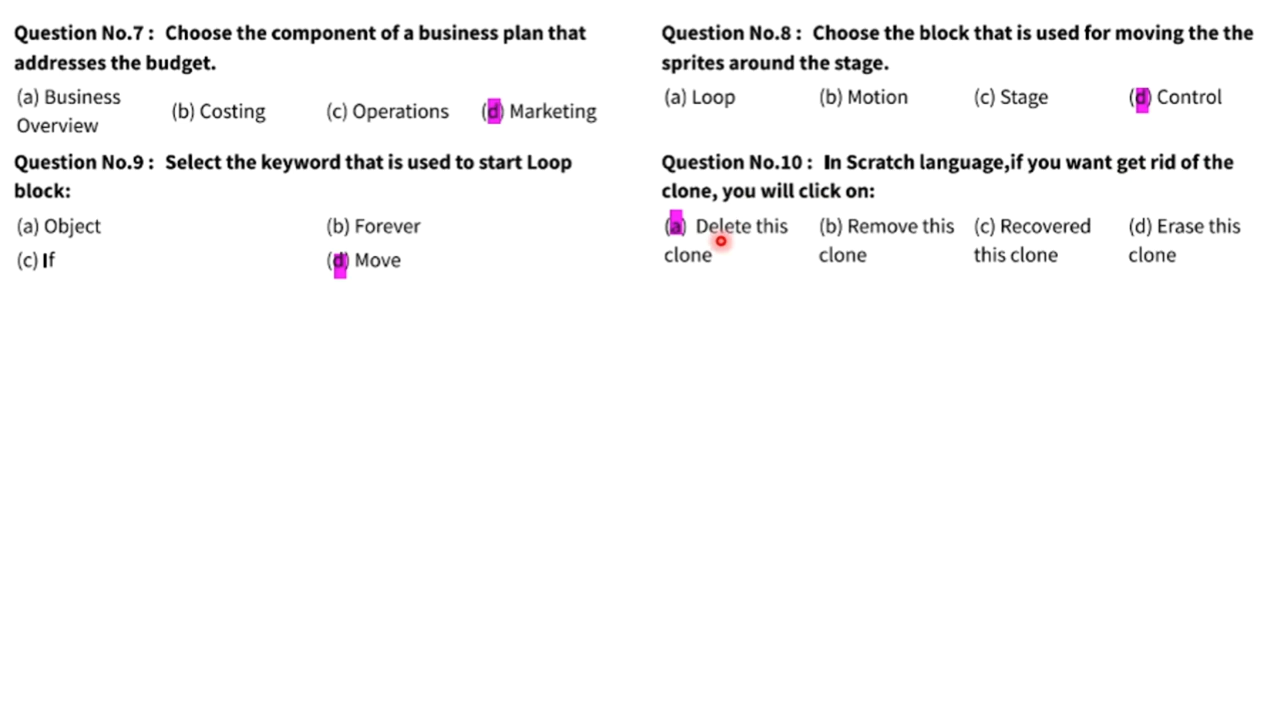 Question No.7 : Choose the component of a business plan that
addresses the budget.
(a) Business
Overview
(b) Costing
(c) Operations
(d) Marketing
Question No.8 : Choose the block that is used for moving the the
sprites around the stage.
(a) Loop
(b) Motion
(c) Stage
(d) Control
Question No.9 : Select the keyword that is used to start Loop
block:
(a) Object
(b) Forever
(c) If
(d) Move
Question No.10 : In Scratch language,if you want get rid of the
clone, you will click on:
(a) Delete this
clone
(b) Remove this
clone
(c) Recovered
this clone
(d) Erase this
clone